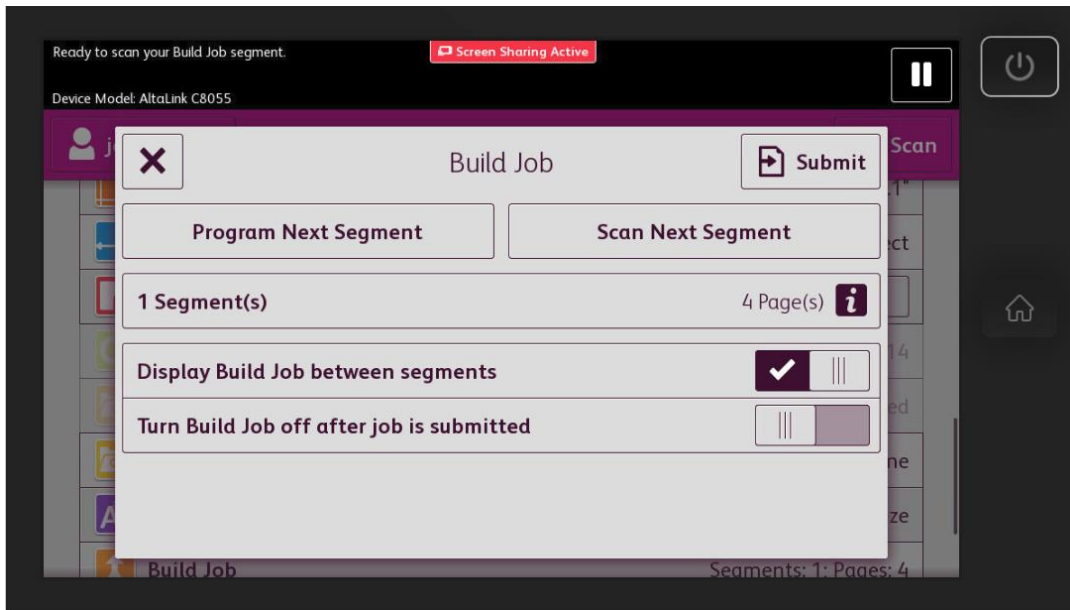 Ready to scan your Build Job segment.
Screen Sharing Active
Device Model: AltaLink C8055
Scan
Build Job
Submit
Program Next Segment
Scan Next Segment
1 Segment(s)
4 Page(s)
Display Build Job between segments
Turn Build Job off after job is submitted
Build Job
Segments: 1: Pages: 4